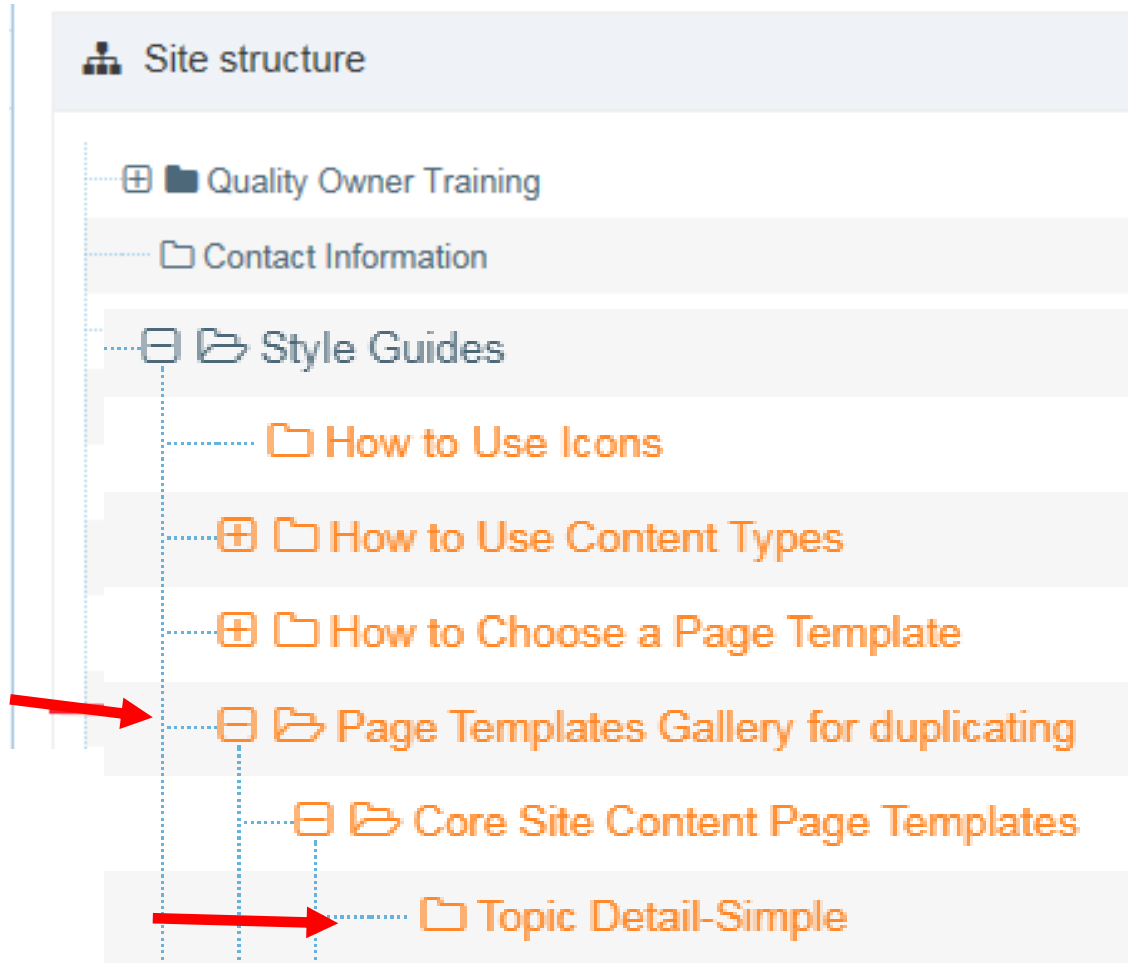 Site structure
Quality Owner Training
Contact Information
Style Guides
How to Use Icons
How to Use Content Types
How to Choose a Page Template
Page Templates Gallery for duplicating
Core Site Content Page Templates
Topic Detail-Simple